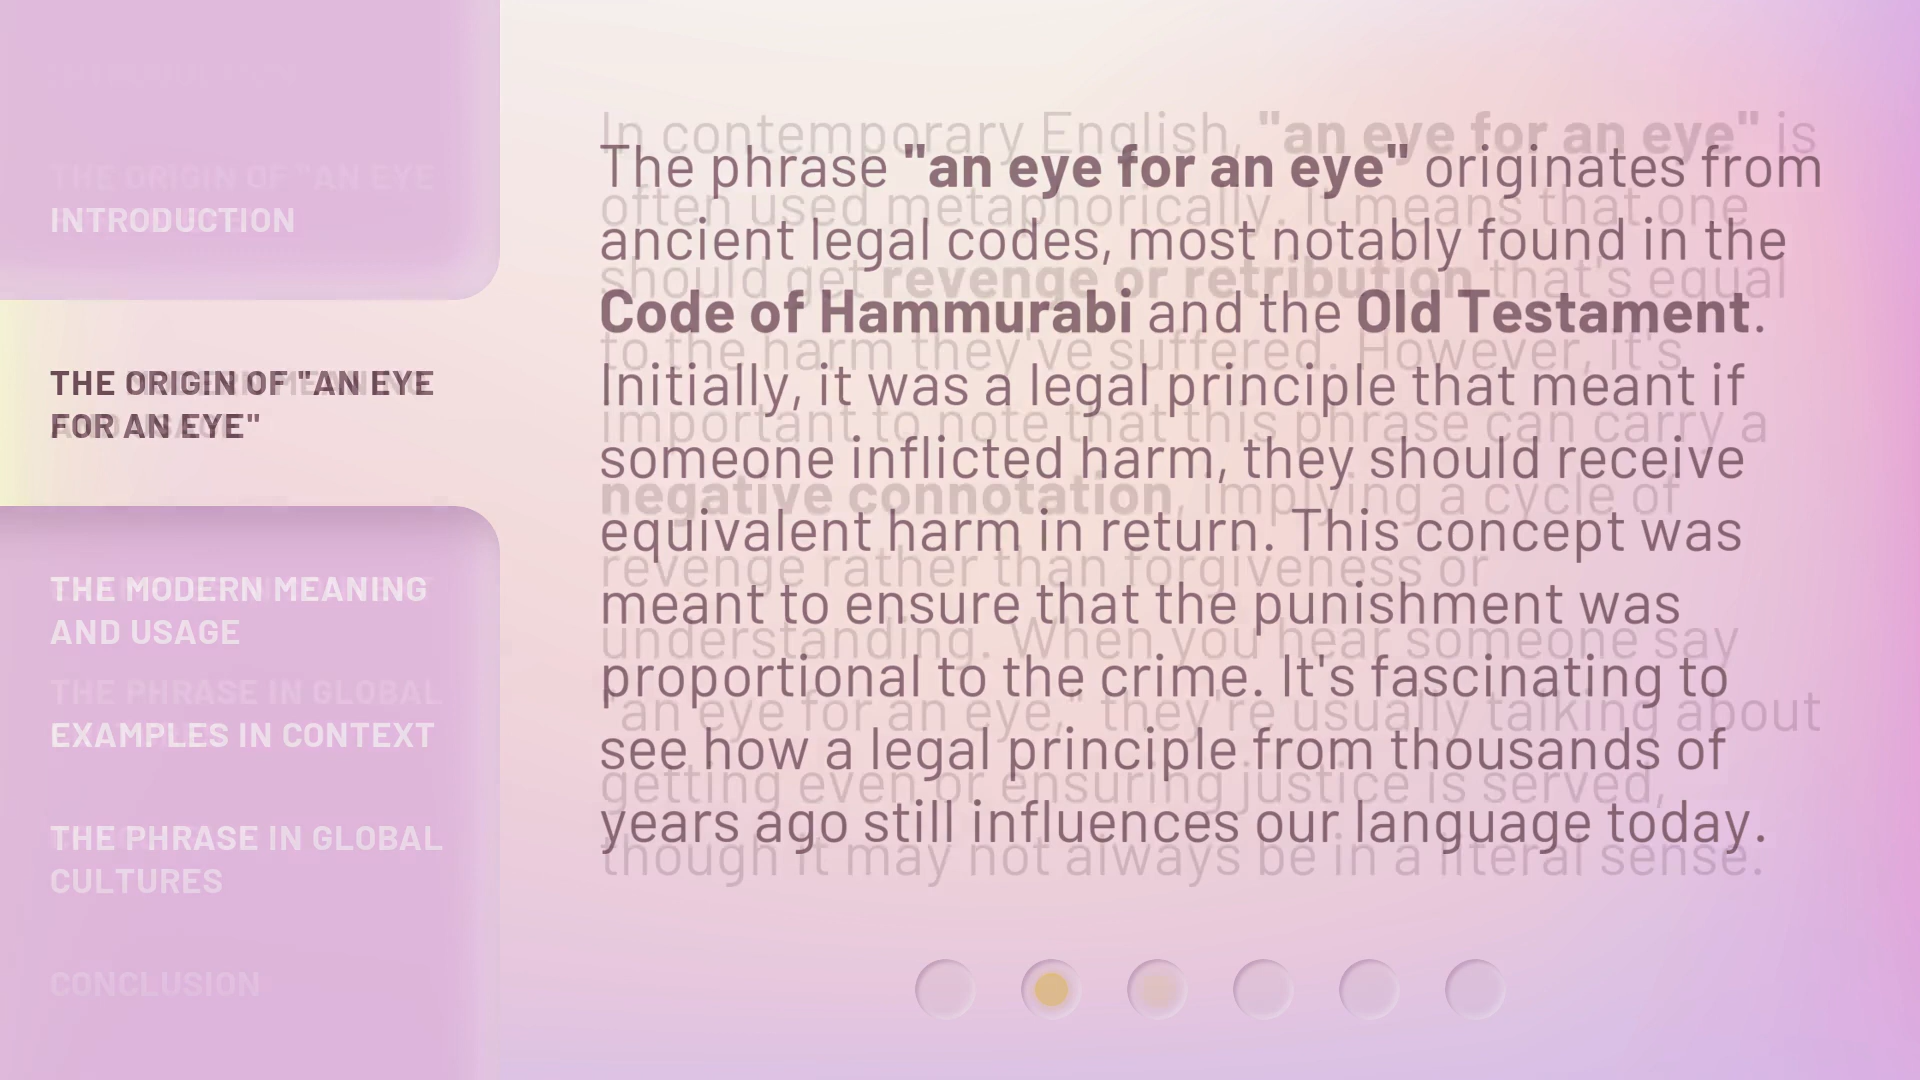 INTRODUCTION
THE ORIGIN OF "AN EYE
INTRODUCTION
THE ORIGIN OF "AN EYE
FOR AN EYE"
MODERN MEANING
AND USAGE
THE MODERN MEANING
AND USAGE
THE PHRASE IN GLOBAL
EXAMPLES IN CONTEXT
THE PHRASE IN GLOBAL
CULTURES
CONCLUSION
The phrase "an eye for an eye" originates from
ancient legal codes, most notably found in the
Code of Hammurabi and the Old Testament.
Initially, it was a legal principle that meant if
someone inflicted harm, they should receive
equivalent harm in return. This concept was
meant to ensure that the punishment was
proportional to the crime. It's fascinating to
see how a legal principle from thousands of
years ago still influences our language today.
In contemporary English, "an eye for an eye" is
often used metaphorically. It means that one
should get revenge or retribution that's equal
to the harm they've suffered. However, it's
important to note that this phrase can carry a
negative connotation, implying a cycle of
revenge rather than forgiveness or
understanding. When you hear someone say
"an eye for an eye," they're usually talking about
getting even or ensuring justice is served,
though it may not always be in a literal sense.